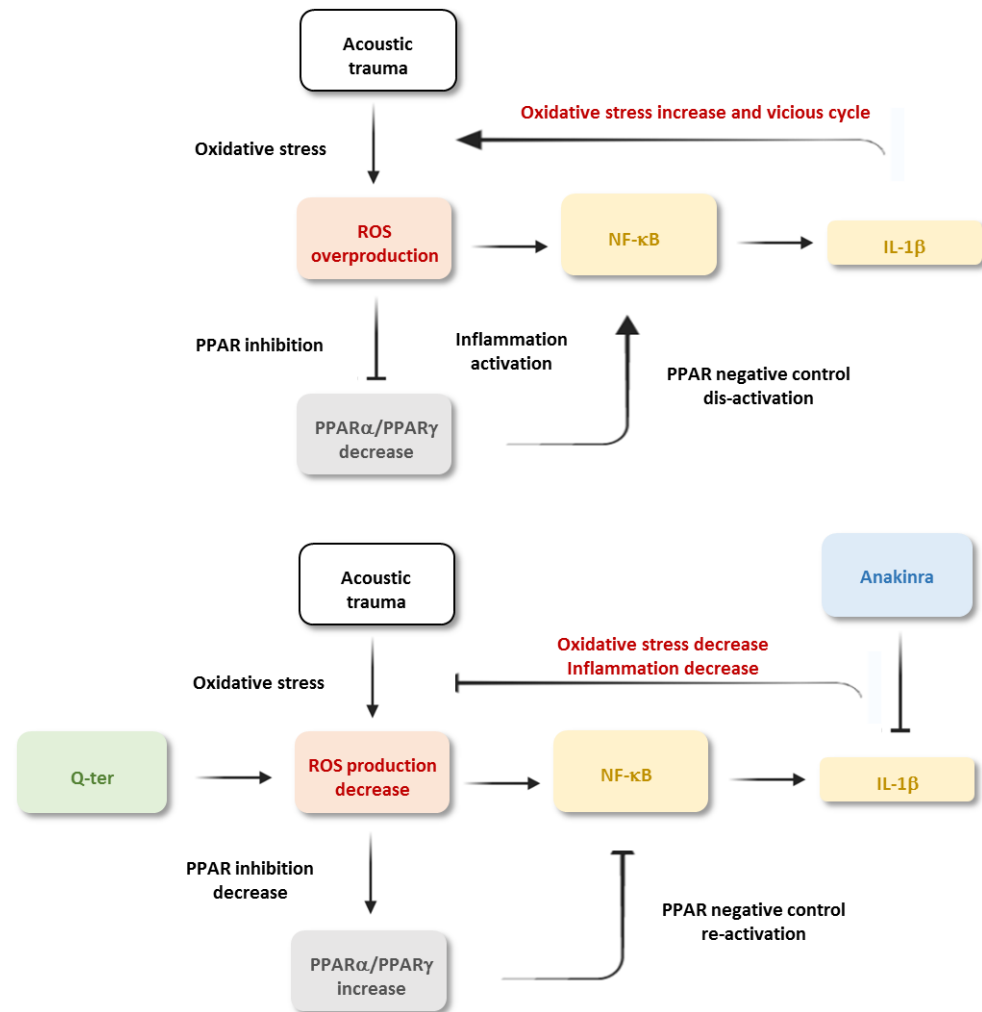 Acoustic
trauma
Oxidative stress increase and vicious cycle
Oxidative stress
ROS
overproduction
NF-κB
IL-1β
PPAR inhibition
Inflammation
activation
PPAR negative control
dis-activation
PPARα/PPARγ
decrease
Acoustic
trauma
Anakinra
Oxidative stress decrease
Inflammation decrease
Oxidative stress
Q-ter
ROS production
decrease
NF-κB
IL-1β
PPAR inhibition
decrease
PPAR negative control
re-activation
PPARα/PPARγ
increase